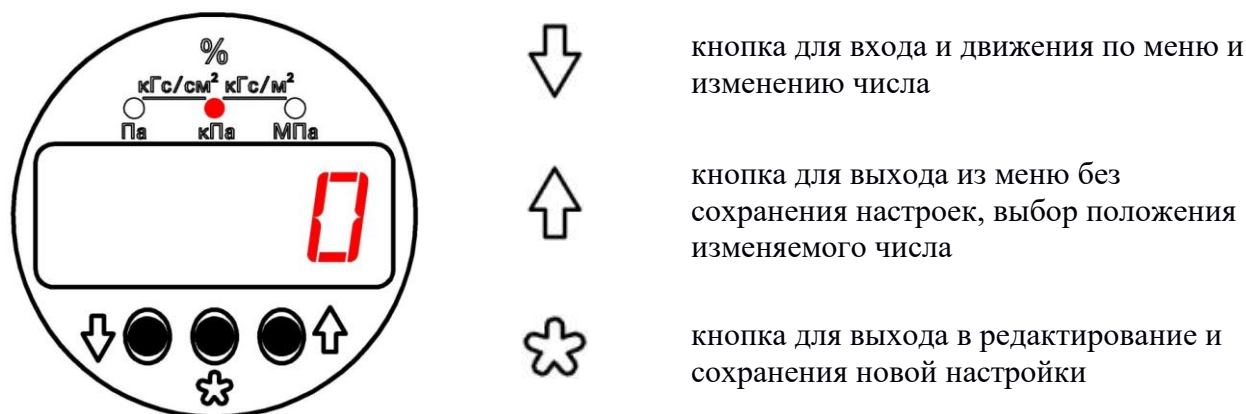 %
кГс/см² кГс/м²
Па кПа МПа
0
кнопка для входа и движения по меню и
изменению числа
кнопка для выхода из меню без
сохранения настроек, выбор положения
изменяемого числа
кнопка для выхода в редактирование и
сохранения новой настройки